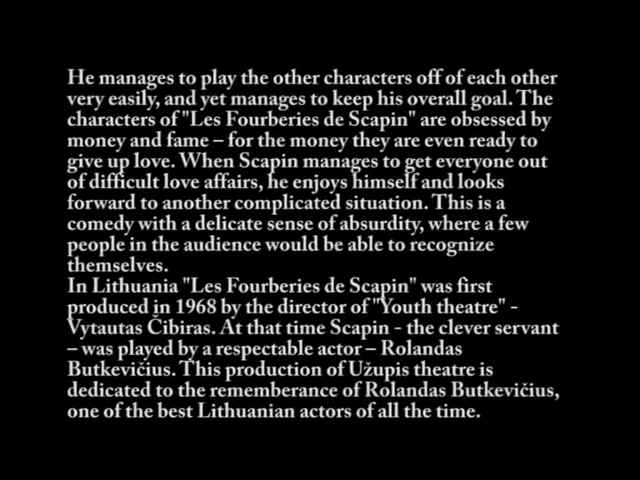 He manages to play the other characters off of each other
very easily, and yet manages to keep his overall goal. The
characters of "Les Fourberies de Scapin" are obsessed by
money and fame – for the money they are even ready to
give up love. When Scapin manages to get everyone out
of difficult love affairs, he enjoys himself and looks
forward to another complicated situation. This is a
comedy with a delicate sense of absurdity, where a few
people in the audience would be able to recognize
themselves.
In Lithuania "Les Fourberies de Scapin" was first
produced in 1968 by the director of "Youth theatre" -
Vytautas Čibiras. At that time Scapin - the clever servant
– was played by a respectable actor – Rolandas
Butkevičius. This production of Užupis theatre is
dedicated to the rememberance of Rolandas Butkevičius,
one of the best Lithuanian actors of all the time.